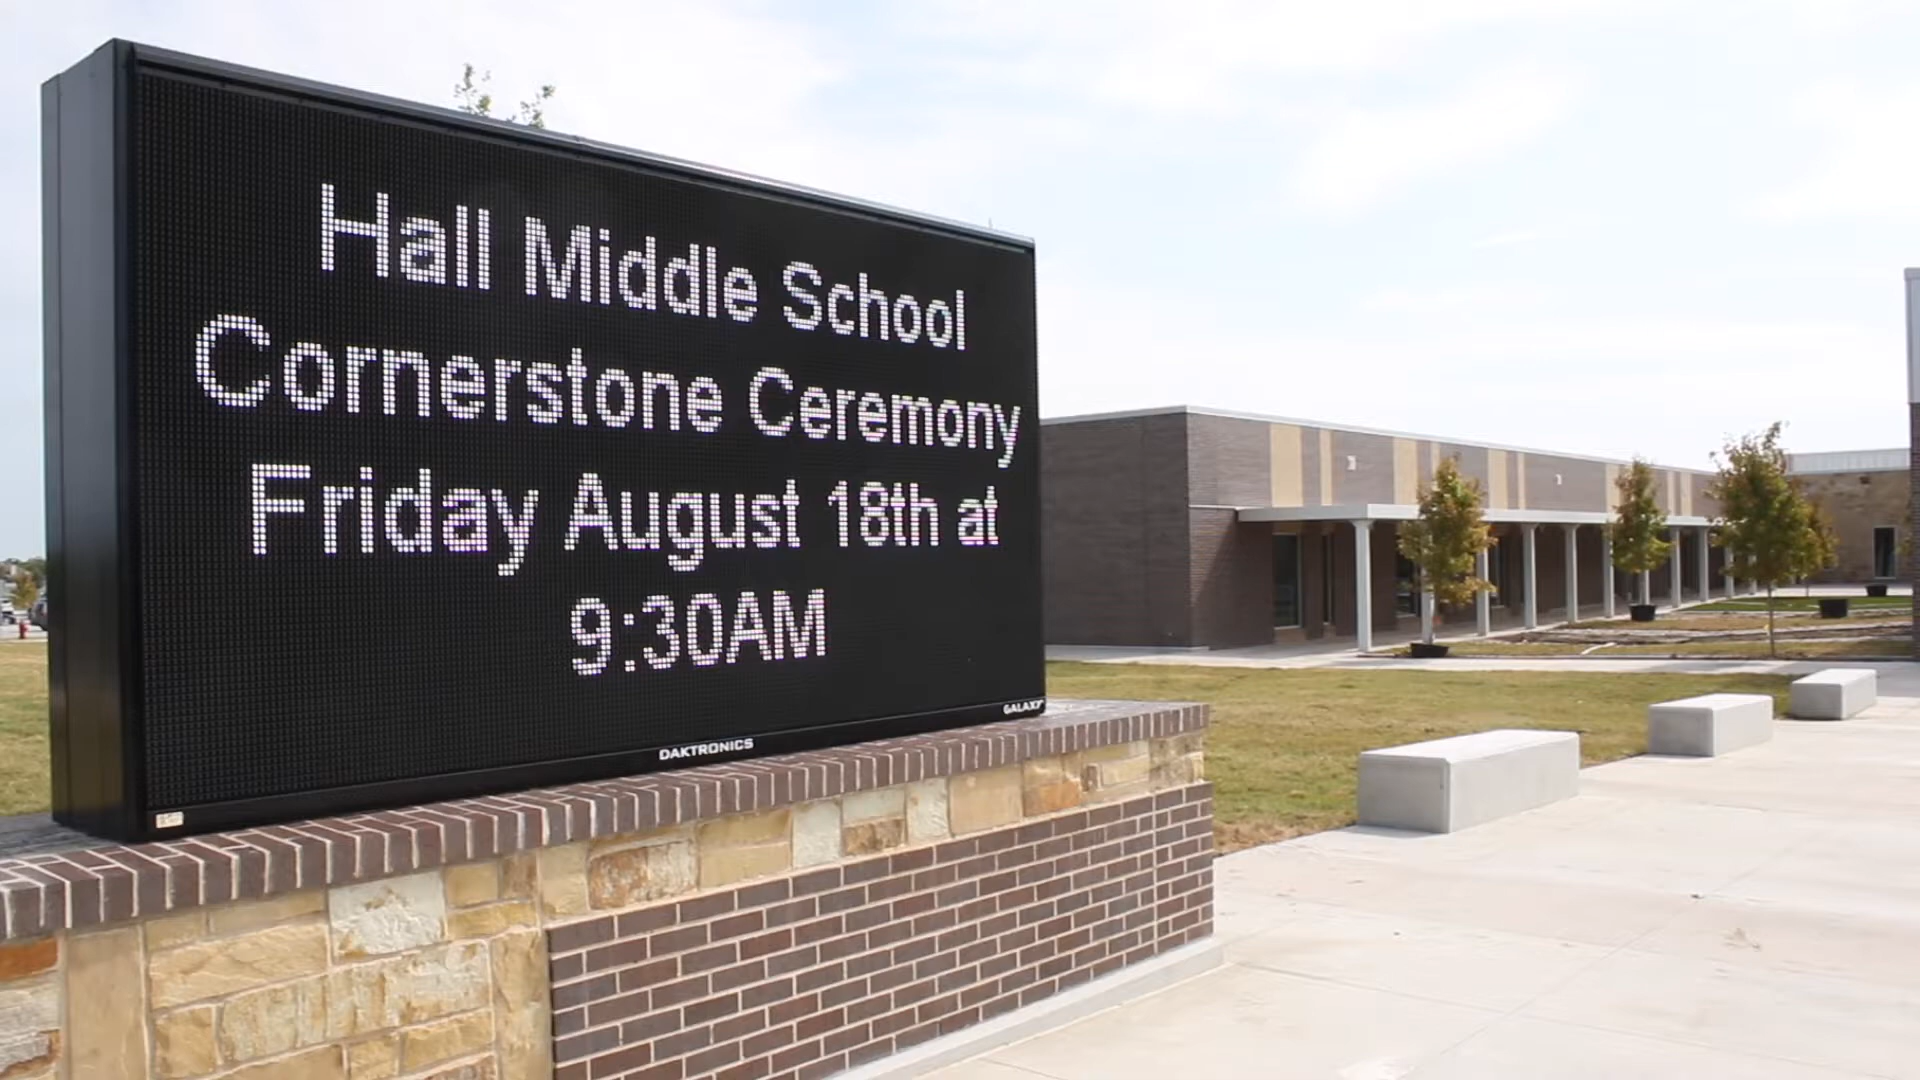 Hall Middle School
Cornerstone Ceremony
Friday August 18th at
9:30AM
GALAXY
DAKTRONICS